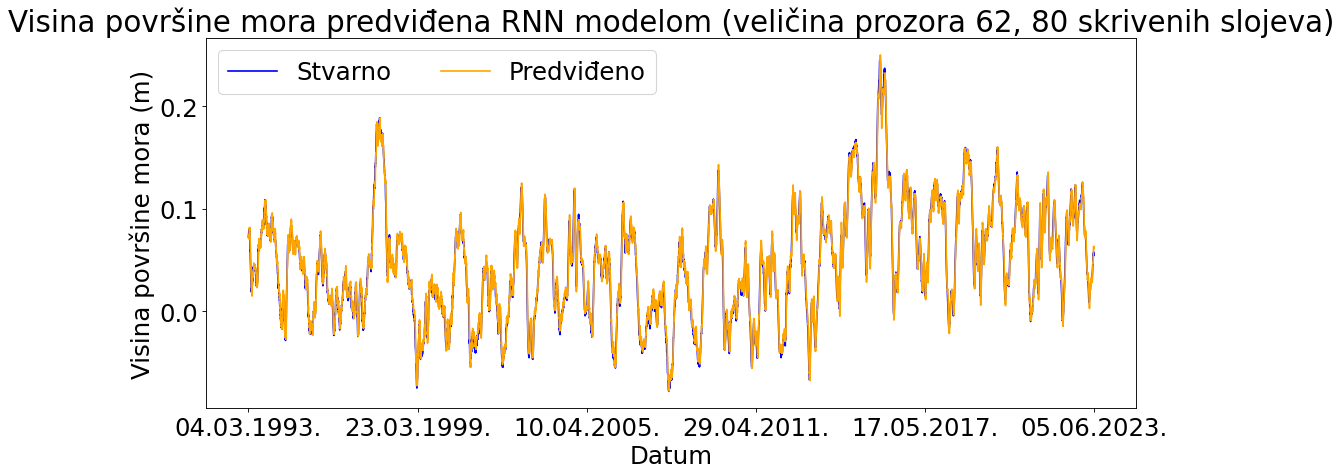 Visina površine mora predviđena RNN modelom (veličina prozora 62, 80 skrivenih slojeva)
Stvarno
Predviđeno
Visina površine mora (m)
0.2
0.1
0.0
04.03.1993.
23.03.1999.
10.04.2005.
29.04.2011.
17.05.2017.
05.06.2023.
Datum